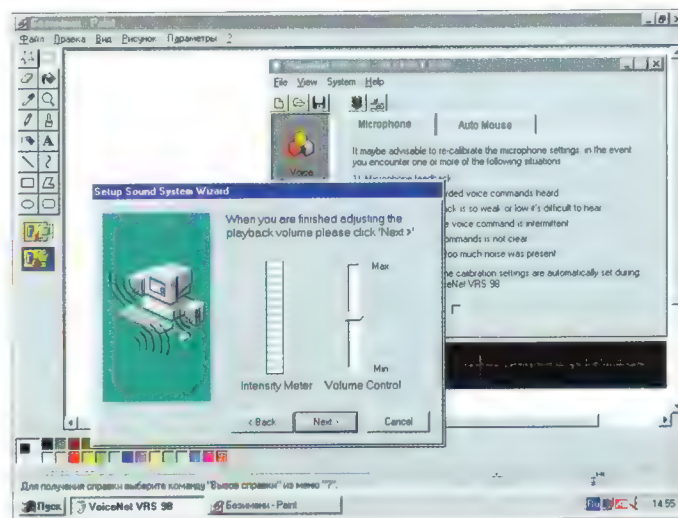 Безымянный - Paint
Файл Правка Вид Рисунок Параметры ?
File View System Help
Microphone Auto Mouse
Voice
It maybe advisable to re-calibrate the microphone settings, in the event
you encounter one or more of the following situations
1) Microphone feedback
rded voice commands heard
ck is so weak or low it's difficult to hear
e voice command is intermittent
ommands is not clear
oo much noise was present
he calibration settings are automatically set during
ceNet VRS 98
Setup Sound System Wizard
When you are finished adjusting the
playback volume please click 'Next >'
Max
Min
Intensity Meter Volume Control
< Back Next > Cancel
Для получения справки выберите команду "Вызов справки" из меню "?".
Пуск VoiceNet VRS 98 Безымянн - Paint Ru 14:55